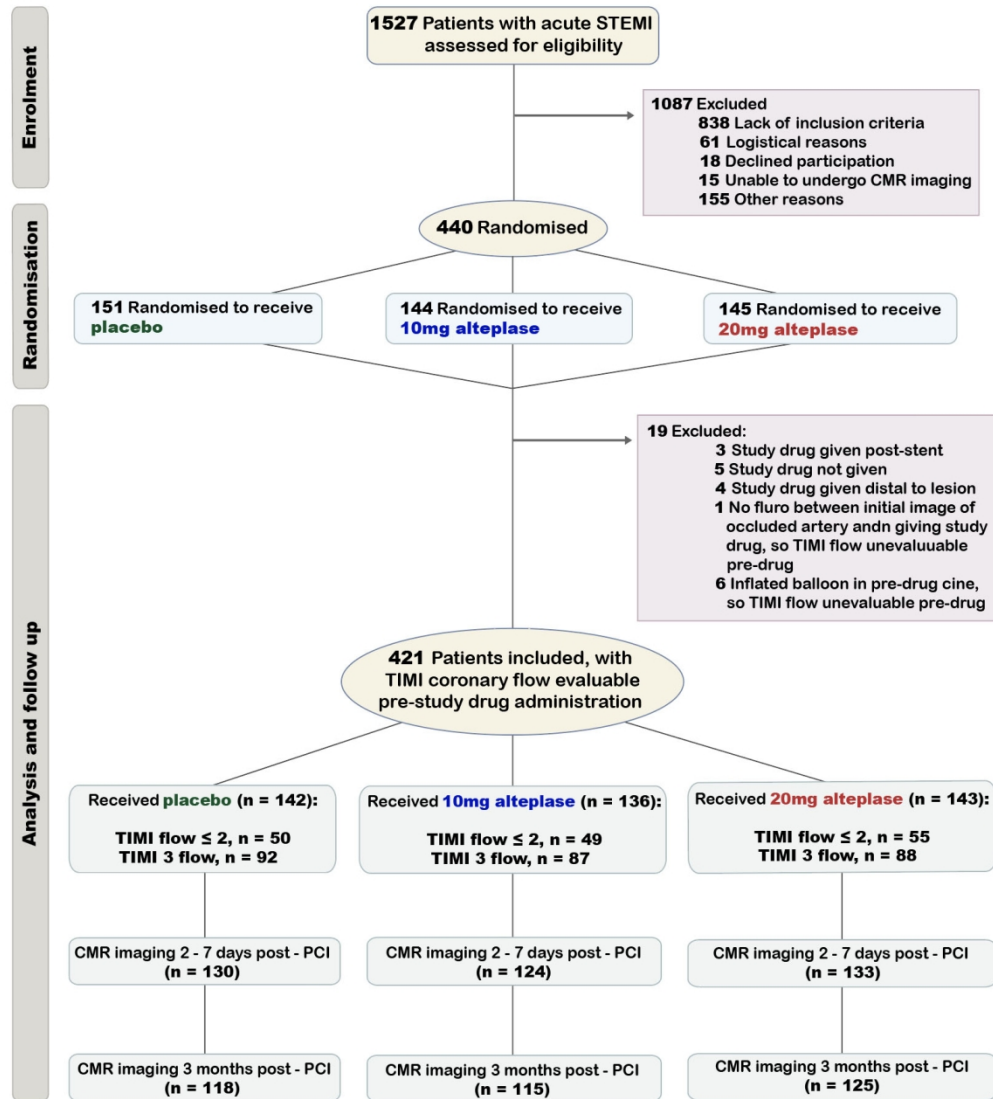 Enrolment
1527 Patients with acute STEMI
assessed for eligibility
1087 Excluded
838 Lack of inclusion criteria
61 Logistical reasons
18 Declined participation
15 Unable to undergo CMR imaging
155 Other reasons
Randomisation
440 Randomised
151 Randomised to receive
placebo
144 Randomised to receive
10mg alteplase
145 Randomised to receive
20mg alteplase
Analysis and follow up
19 Excluded:
3 Study drug given post-stent
5 Study drug not given
4 Study drug given distal to lesion
1 No fluro between initial image of
occluded artery andn giving study
drug, so TIMI flow unevaluuable
pre-drug
6 Inflated balloon in pre-drug cine,
so TIMI flow unevaluable pre-drug
421 Patients included, with
TIMI coronary flow evaluable
pre-study drug administration
Received placebo (n = 142):
TIMI flow ≤ 2, n = 50
TIMI 3 flow, n = 92
Received 10mg alteplase (n = 136):
TIMI flow ≤ 2, n = 49
TIMI 3 flow, n = 87
Received 20mg alteplase (n = 143):
TIMI flow ≤ 2, n = 55
TIMI 3 flow, n = 88
CMR imaging 2 - 7 days post - PCI
(n = 130)
CMR imaging 2 - 7 days post - PCI
(n = 124)
CMR imaging 2 - 7 days post - PCI
(n = 133)
CMR imaging 3 months post - PCI
(n = 118)
CMR imaging 3 months post - PCI
(n = 115)
CMR imaging 3 months post - PCI
(n = 125)